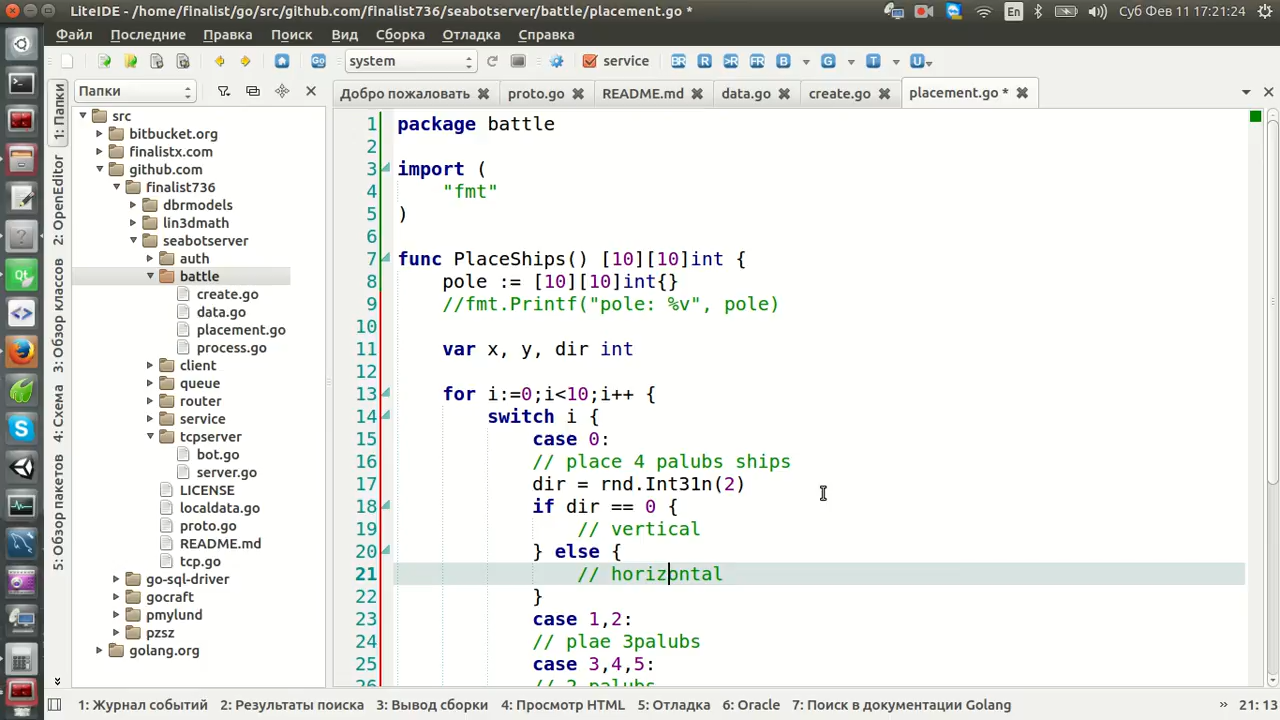 LiteIDE - /home/finalist/go/src/github.com/finalist736/seabotserver/battle/placement.go *
En
Суб Фев 11 17:21:24
Файл Последние Правка Поиск Вид Сборка Отладка Справка
Go system service BR R >R FR B G T U
Папки
Добро пожаловать proto.go README.md data.go create.go placement.go *
1: Папки
2: OpenEditor
3: Обзор классов
4: Схема
5: Обзор пакетов
src
bitbucket.org
finalistx.com
github.com
finalist736
dbrmodels
lin3dmath
seabotserver
auth
battle
create.go
data.go
placement.go
process.go
client
queue
router
service
tcpserver
bot.go
server.go
LICENSE
localdata.go
proto.go
README.md
tcp.go
go-sql-driver
gocraft
pmylund
pzsz
golang.org
1 package battle
2
3 import (
4 "fmt"
5 )
6
7 func PlaceShips() [10][10]int {
8 pole := [10][10]int{}
9 //fmt.Printf("pole: %v", pole)
10
11 var x, y, dir int
12
13 for i:=0;i<10;i++ {
14 switch i {
15 case 0:
16 // place 4 palubs ships
17 dir = rnd.Int31n(2)
18 if dir == 0 {
19 // vertical
20 } else {
21 // horizontal
22 }
23 case 1,2:
24 // plae 3palubs
25 case 3,4,5:
26 // 2 palubs
1: Журнал событий 2: Результаты поиска 3: Вывод сборки 4: Просмотр HTML 5: Отладка 6: Oracle 7: Поиск в документации Golang » 21: 13